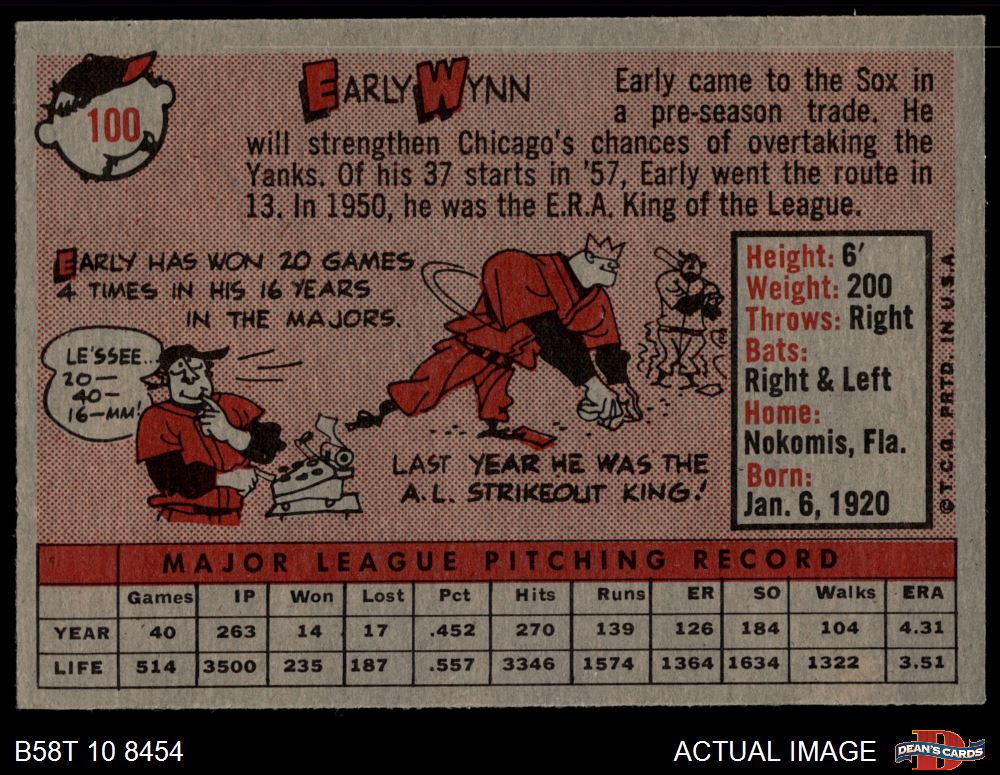 100
EARLY WYNN
Early came to the Sox in
a pre-season trade. He
will strengthen Chicago's chances of overtaking the
Yanks. Of his 37 starts in '57, Early went the route in
13. In 1950, he was the E.R.A. King of the League.
EARLY HAS WON 20 GAMES
4 TIMES IN HIS 16 YEARS
IN THE MAJORS.
LE'SSEE...
20—
40—
16—MM!
LAST YEAR HE WAS THE
A.L. STRIKEOUT KING!
Height: 6'
Weight: 200
Throws: Right
Bats:
Right & Left
Home:
Nokomis, Fla.
Born:
Jan. 6, 1920
© T.C.G. PRTD. IN U.S.A.
MAJOR LEAGUE PITCHING RECORD
Games IP Won Lost Pct Hits Runs ER SO Walks ERA
YEAR 40 263 14 17 .452 270 139 126 184 104 4.31
LIFE 514 3500 235 187 .557 3346 1574 1364 1634 1322 3.51
B58T 10 8454
ACTUAL IMAGE
DEAN'S CARDS